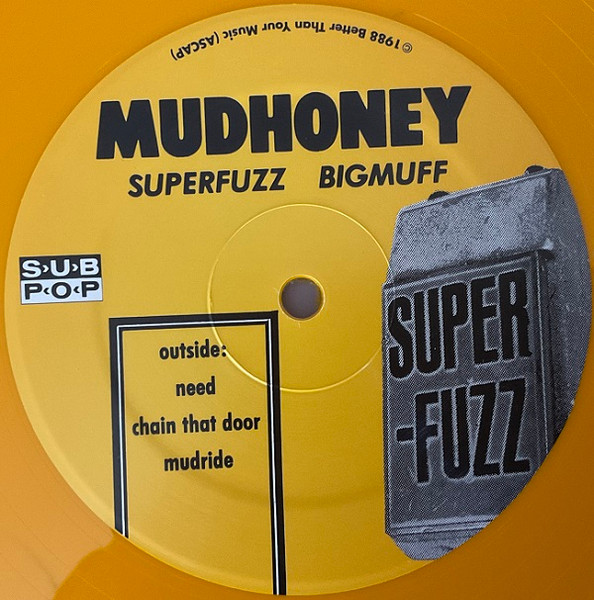 ©1988 Better Than Your Music (ASCAP)
MUDHONEY
SUPERFUZZ BIGMUFF
S›U›B
P‹O‹P
outside:
need
chain that door
mudride
SUPER
-FUZZ